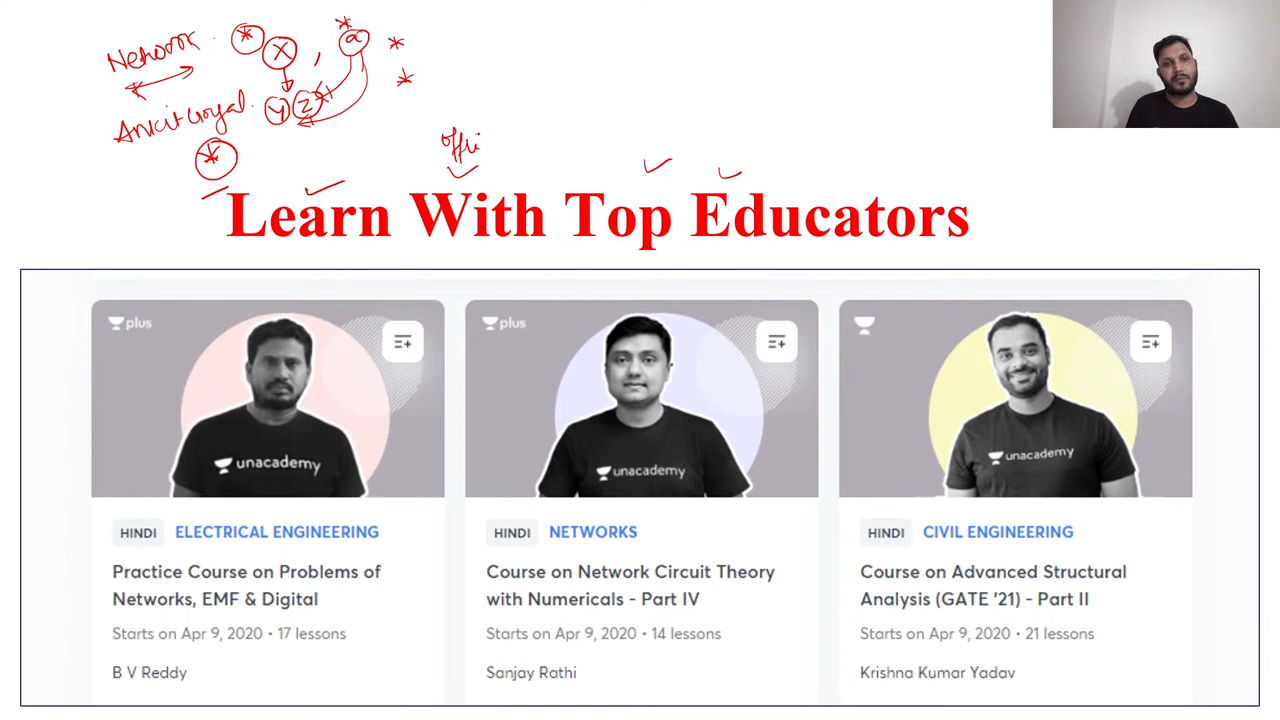 Network * X , a *
*
*
Ankit Goyal. Y Z
*
offi
Learn With Top Educators
plus plus
unacademy unacademy unacademy
HINDI ELECTRICAL ENGINEERING HINDI NETWORKS HINDI CIVIL ENGINEERING
Practice Course on Problems of
Networks, EMF & Digital
Starts on Apr 9, 2020 • 17 lessons
B V Reddy
Course on Network Circuit Theory
with Numericals - Part IV
Starts on Apr 9, 2020 • 14 lessons
Sanjay Rathi
Course on Advanced Structural
Analysis (GATE '21) - Part II
Starts on Apr 9, 2020 • 21 lessons
Krishna Kumar Yadav